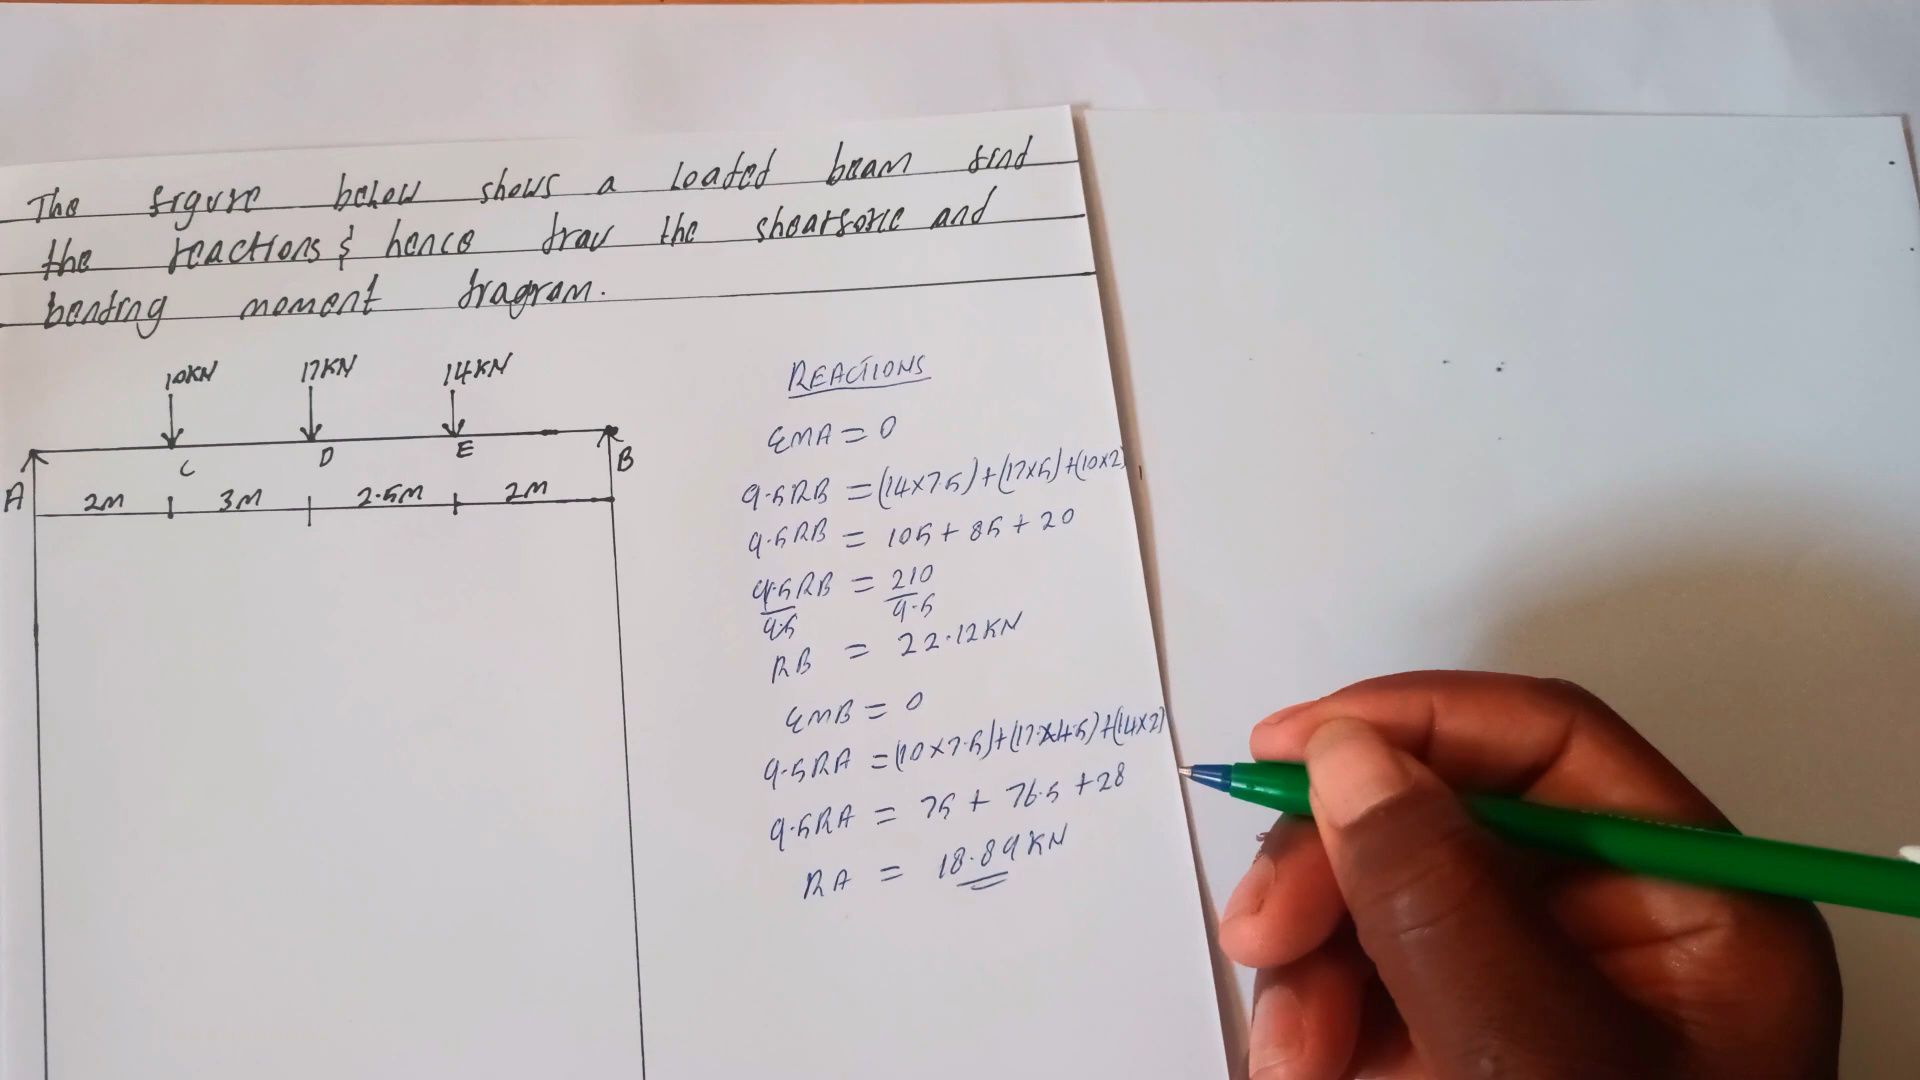 The figure below shows a loaded beam find
the reactions & hence draw the shearforce and
bending moment diagram.
10KN 17KN 14KN
A C D E B
2M 3M 2.5M 2M
REACTIONS
ΣMA = 0
9.5RB = (14×7.5)+(17×5)+(10×2)
9.5RB = 105 + 85 + 20
9.5RB = 210
9.5 9.5
RB = 22.12KN
ΣMB = 0
9.5RA = (10×7.5)+(17×4.5)+(14×2)
9.5RA = 75 + 76.5 + 28
RA = 18.89KN